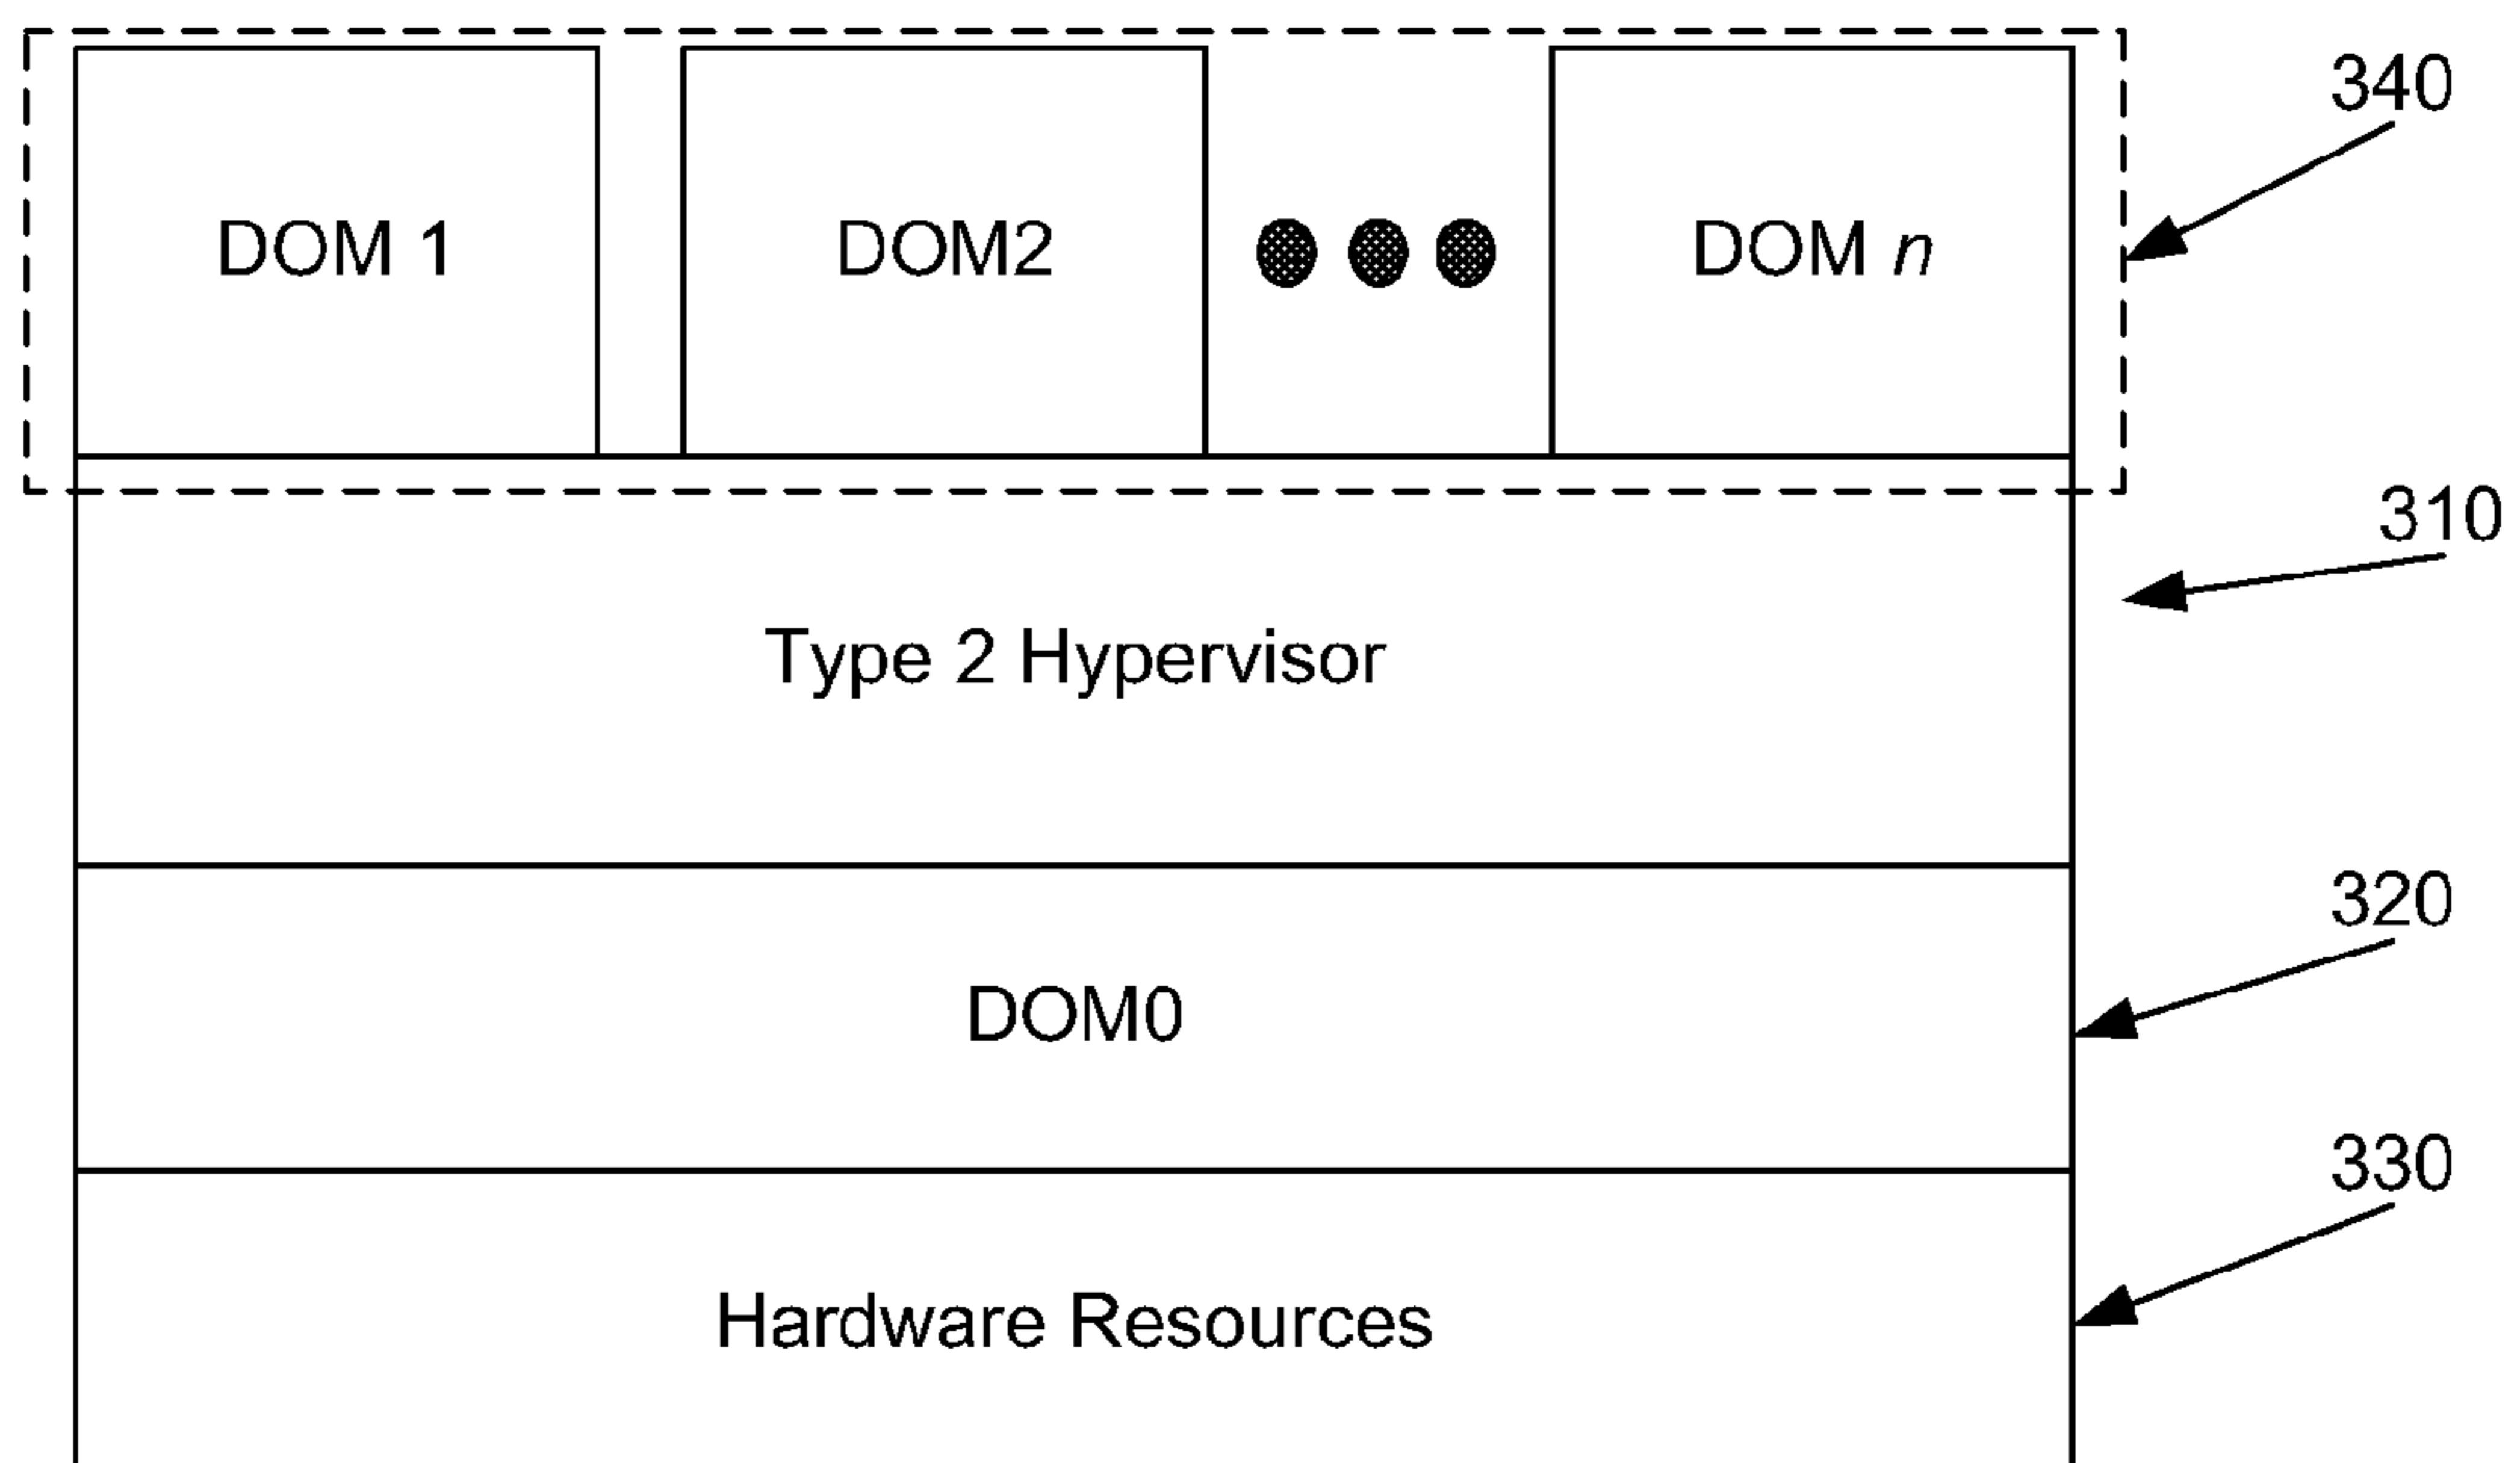 340
DOM 1
DOM2
DOM n
310
Type 2 Hypervisor
320
DOM0
330
Hardware Resources